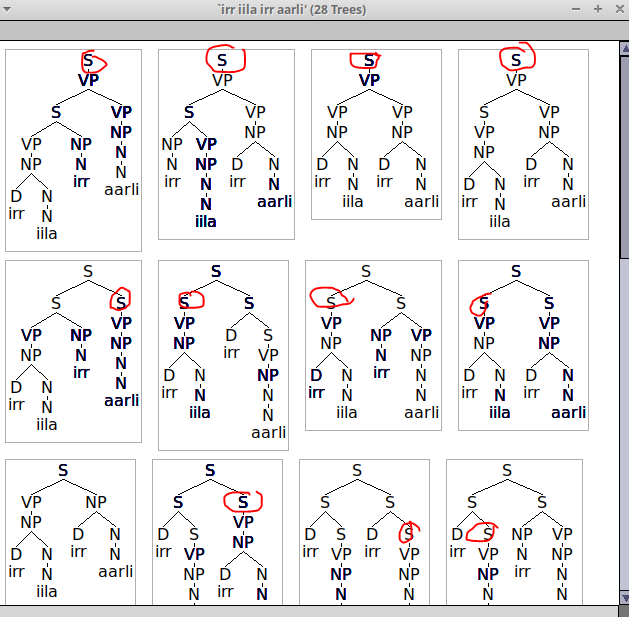 `irr iila irr aarli' (28 Trees)
S
VP
S VP
NP
VP NP N
NP N N
irr aarli
D N
irr N
iila
S
VP
S VP
NP
NP VP
N NP D N
irr N irr N
N aarli
iila
S
VP
VP VP
NP NP
D N D N
irr N irr N
iila aarli
S
VP
S VP
VP NP
NP
D N
D N irr N
irr N aarli
iila
S
S S
VP NP VP
NP N NP
irr N
D N N
irr N aarli
iila
S
S S
VP D S
NP irr VP
D N NP
irr N N
iila N
aarli
S
S S
VP NP VP
NP N NP
D N irr N
irr N N
iila aarli
S
S S
VP VP
NP NP
D N D N
irr N irr N
iila aarli
S
VP NP
NP D N
D N irr N
irr N aarli
iila
S
S S
VP
D S NP
irr VP
NP D N
N irr N
S
S S
D S D S
irr VP irr VP
NP NP
N N
S
S S
D S NP VP
irr VP N NP
NP irr N
N N